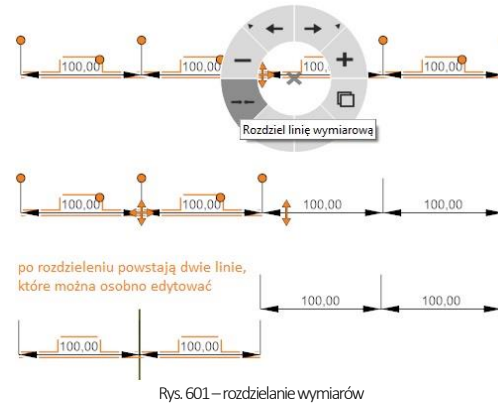 100,00 100,00 100,00 100,00
Rozdziel linię wymiarową
100,00 100,00 100,00 100,00
po rozdzieleniu powstają dwie linie,
które można osobno edytować
100,00 100,00
100,00 100,00
Rys. 601 – rozdzielanie wymiarów